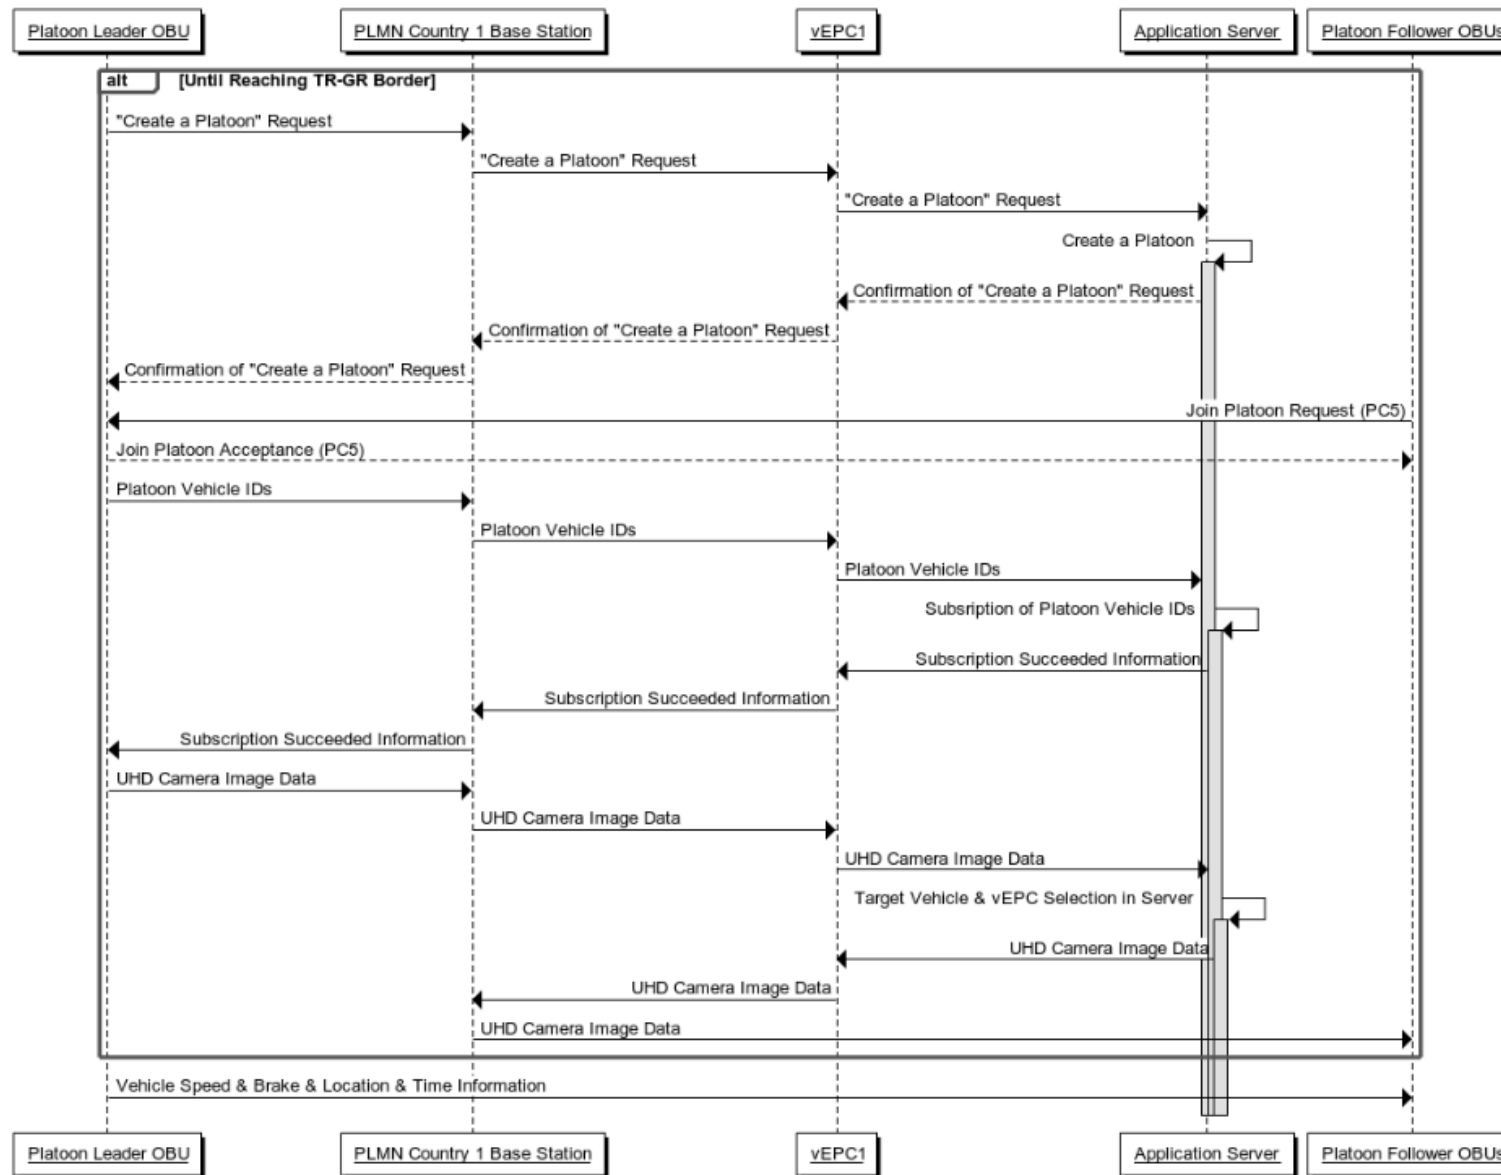 Platoon Leader OBU
PLMN Country 1 Base Station
vEPC1
Application Server
Platoon Follower OBUs
alt
[Until Reaching TR-GR Border]
"Create a Platoon" Request
"Create a Platoon" Request
"Create a Platoon" Request
Create a Platoon
Confirmation of "Create a Platoon" Request
Confirmation of "Create a Platoon" Request
Confirmation of "Create a Platoon" Request
Join Platoon Request (PC5)
Join Platoon Acceptance (PC5)
Platoon Vehicle IDs
Platoon Vehicle IDs
Platoon Vehicle IDs
Subsription of Platoon Vehicle IDs
Subscription Succeeded Information
Subscription Succeeded Information
Subscription Succeeded Information
UHD Camera Image Data
UHD Camera Image Data
UHD Camera Image Data
Target Vehicle & vEPC Selection in Server
UHD Camera Image Data
UHD Camera Image Data
UHD Camera Image Data
Vehicle Speed & Brake & Location & Time Information
Platoon Leader OBU
PLMN Country 1 Base Station
vEPC1
Application Server
Platoon Follower OBUs